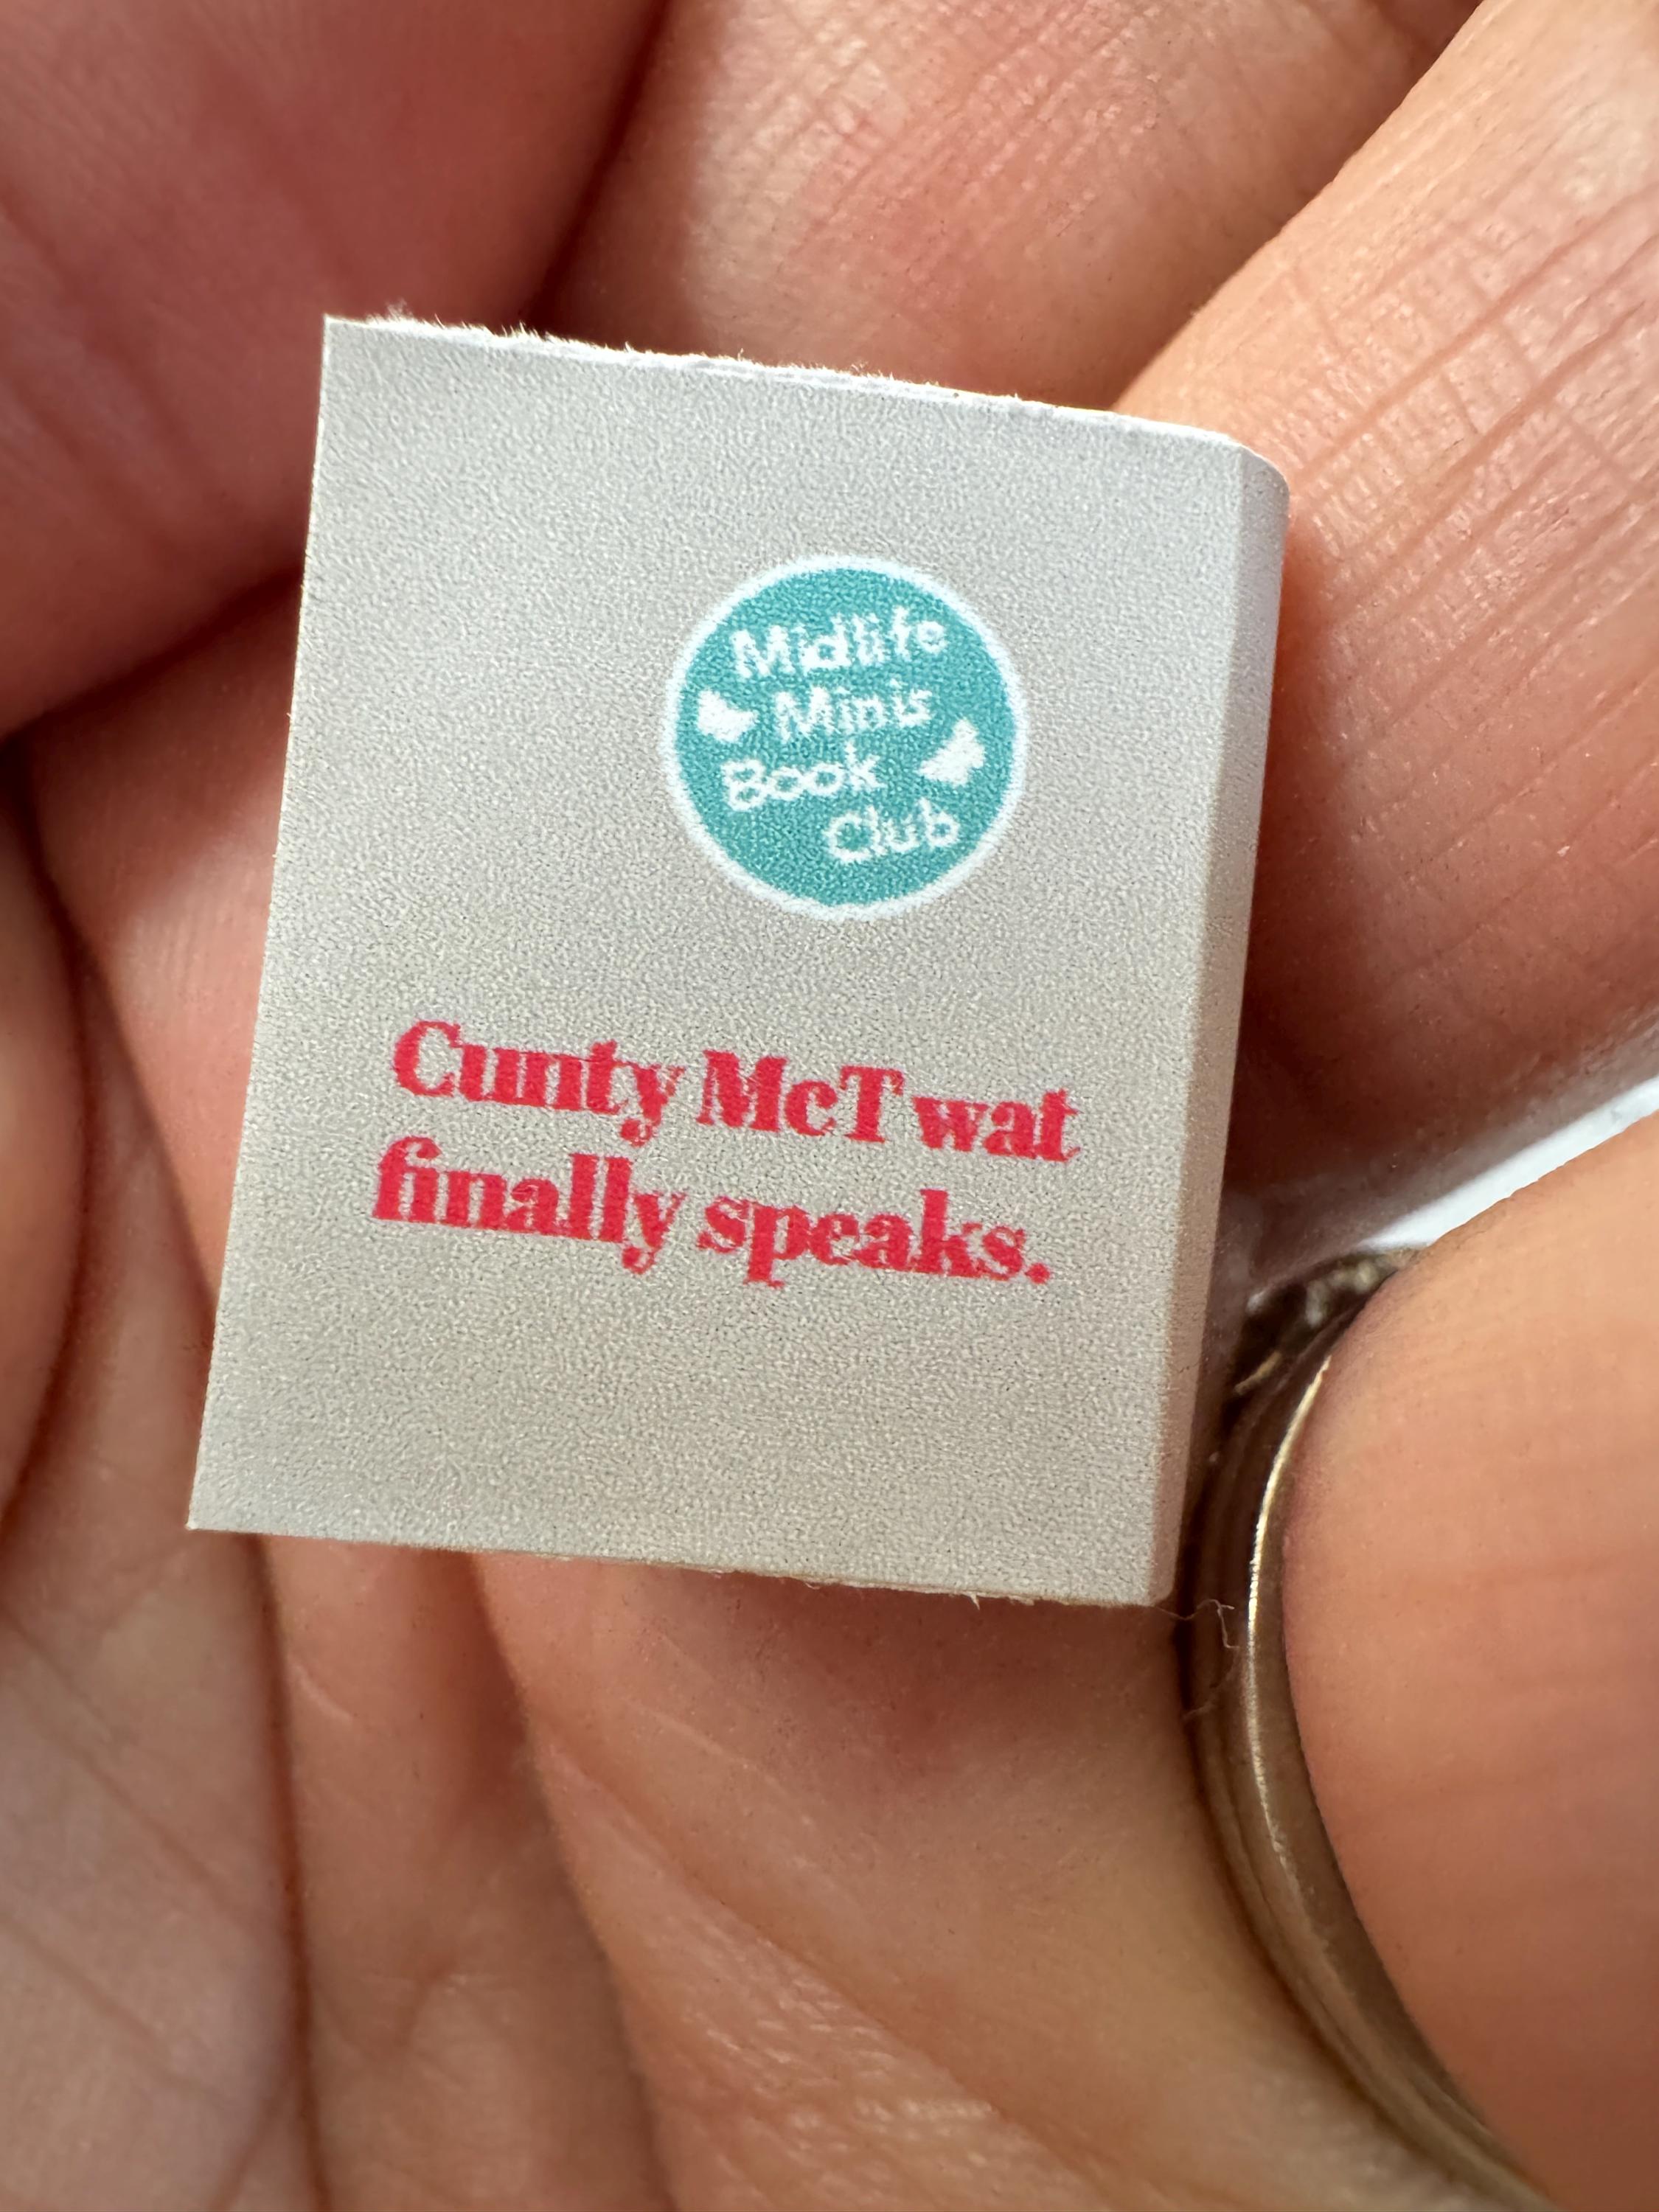 Midlife
Minis
Book
Club
Cunty McTwat
finally speaks.